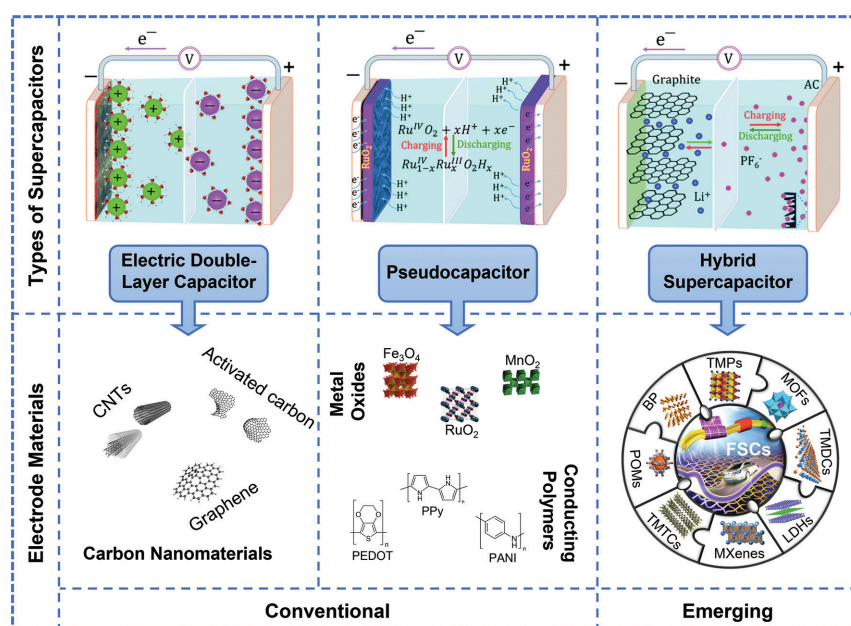 Types of Supercapacitors
e⁻
V
−
+
e⁻
V
−
+
H⁺
H⁺
H⁺
H⁺
H⁺
H⁺
e⁻
e⁻
e⁻
e⁻
RuO₂
RuO₂
Ru^{IV}O₂ + xH⁺ + xe⁻
Charging
Discharging
Ru^{IV}_{1-x}Ru^{III}_{x}O₂H_x
H⁺
H⁺
H⁺
H⁺
H⁺
H⁺
e⁻
e⁻
e⁻
e⁻
e⁻
V
−
+
Graphite
AC
Charging
Discharging
PF₆⁻
Li⁺
Electric Double-
Layer Capacitor
Pseudocapacitor
Hybrid
Supercapacitor
Electrode Materials
CNTs
Activated carbon
Graphene
Carbon Nanomaterials
Metal
Oxides
Fe₃O₄
MnO₂
RuO₂
Conducting
Polymers
PPy
n
PEDOT
n
PANI
n
O
O
S
H
N
N
H
NH
TMPs
MOFs
TMDCs
LDHs
MXenes
TMTCs
POMs
BP
FSCs
Conventional
Emerging